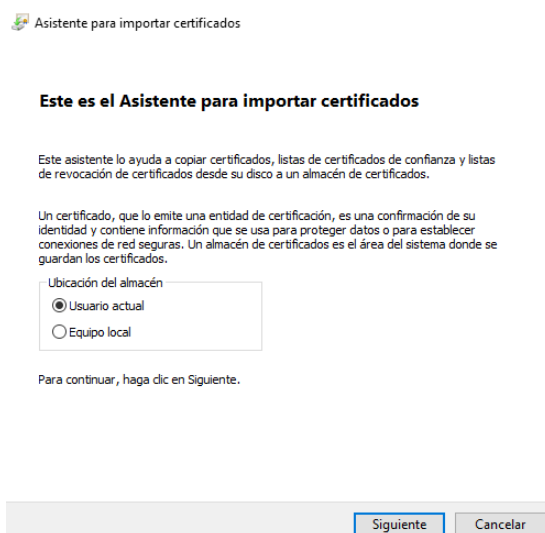 Asistente para importar certificados
Este es el Asistente para importar certificados
Este asistente lo ayuda a copiar certificados, listas de certificados de confianza y listas
de revocación de certificados desde su disco a un almacén de certificados.
Un certificado, que lo emite una entidad de certificación, es una confirmación de su
identidad y contiene información que se usa para proteger datos o para establecer
conexiones de red seguras. Un almacén de certificados es el área del sistema donde se
guardan los certificados.
Ubicación del almacén
Usuario actual
Equipo local
Para continuar, haga clic en Siguiente.
Siguiente Cancelar